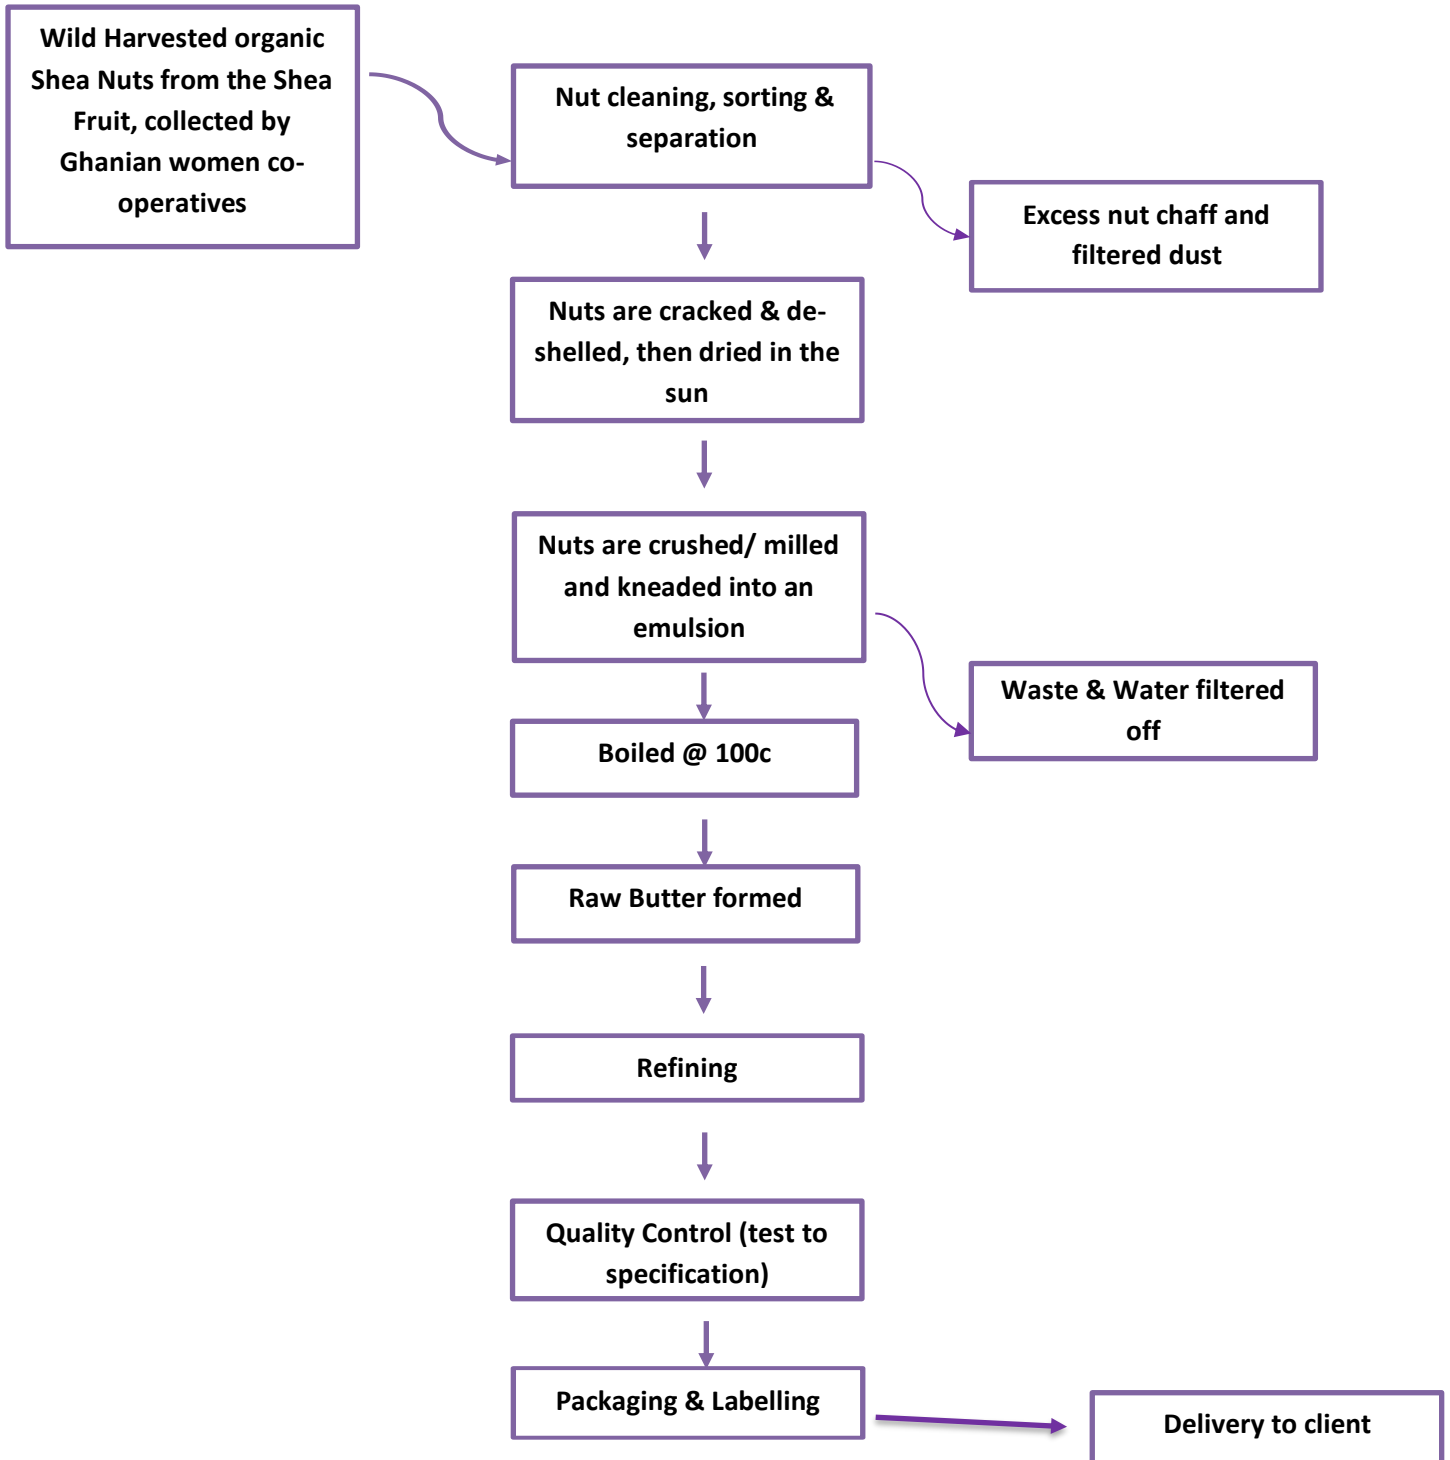 Wild Harvested organic
Shea Nuts from the Shea
Fruit, collected by
Ghanian women co-
operatives
Nut cleaning, sorting &
separation
Excess nut chaff and
filtered dust
Nuts are cracked & de-
shelled, then dried in the
sun
Nuts are crushed/ milled
and kneaded into an
emulsion
Waste & Water filtered
off
Boiled @ 100c
Raw Butter formed
Refining
Quality Control (test to
specification)
Packaging & Labelling
Delivery to client